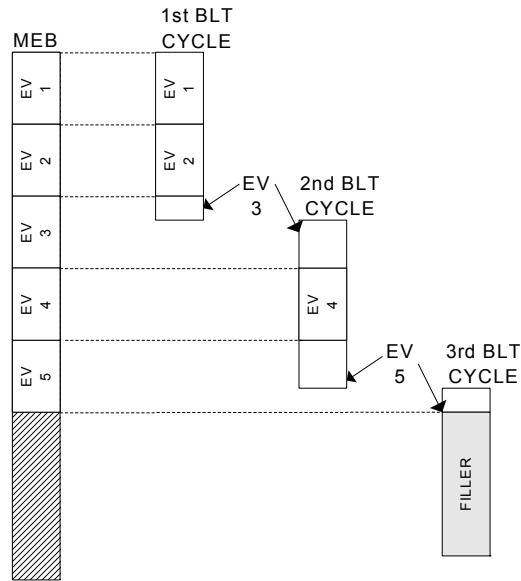 1st BLT
CYCLE
MEB
EV 1
EV 1
EV 2
EV 2
EV
3
2nd BLT
CYCLE
EV 3
EV 4
EV 4
EV
5
3rd BLT
CYCLE
EV 5
FILLER